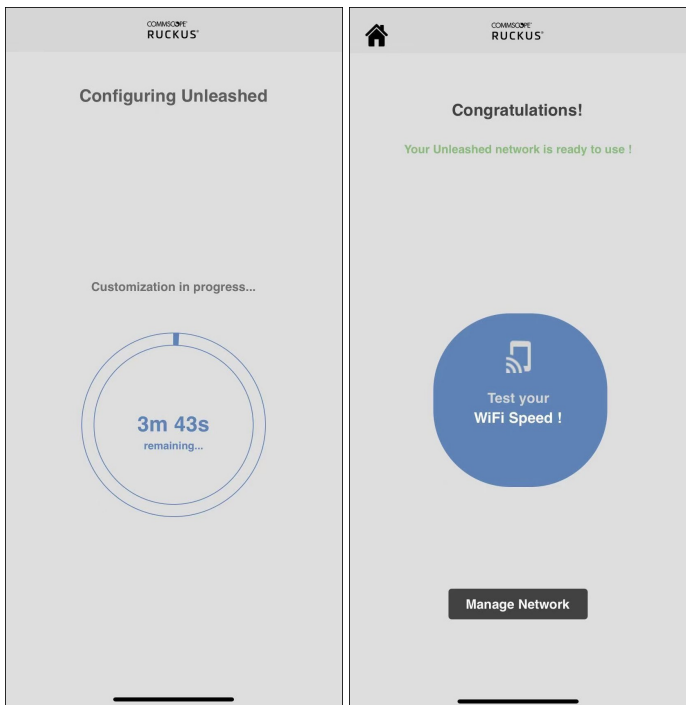 COMMSCOPE®
RUCKUS®
Configuring Unleashed
Customization in progress...
3m 43s
remaining...
COMMSCOPE®
RUCKUS®
Congratulations!
Your Unleashed network is ready to use !
Test your
WiFi Speed !
Manage Network